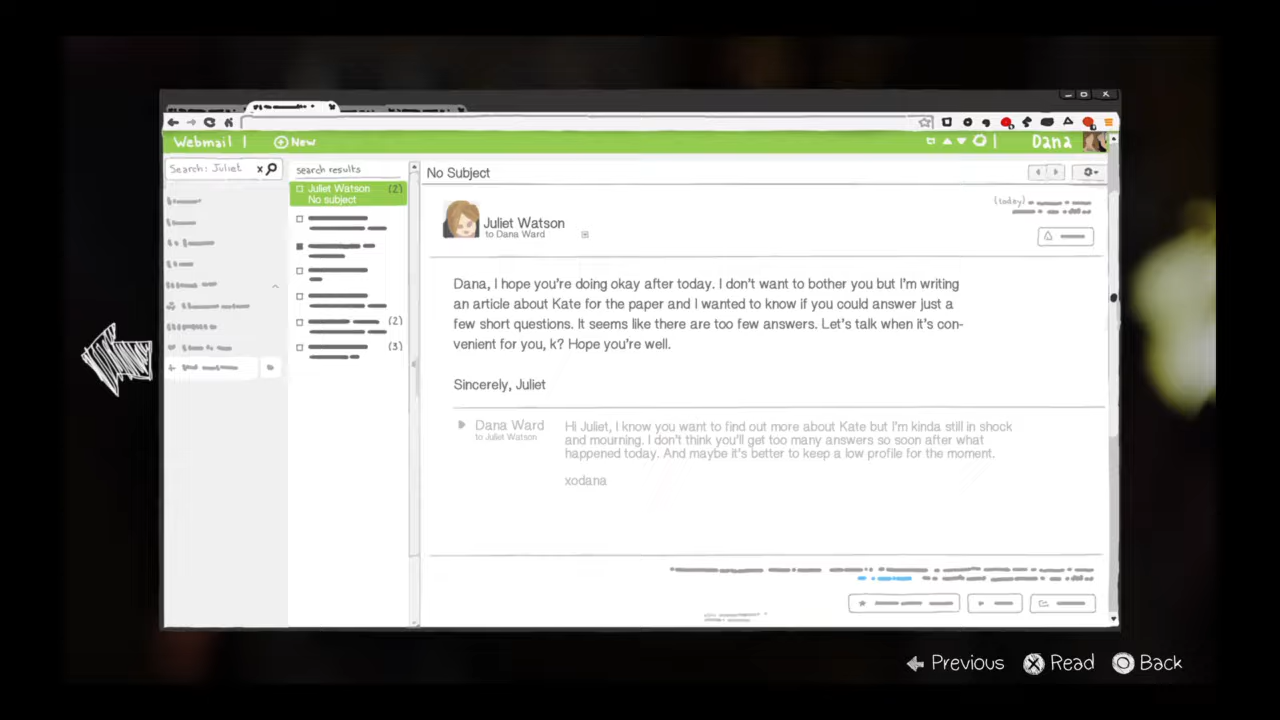 Webmail |
New
Dana
Search: Juliet x
search results
Juliet Watson (2)
No subject
(2)
(3)
No Subject
(today)
Juliet Watson
to Dana Ward
Dana, I hope you're doing okay after today. I don't want to bother you but I'm writing
an article about Kate for the paper and I wanted to know if you could answer just a
few short questions. It seems like there are too few answers. Let's talk when it's con-
venient for you, k? Hope you're well.
Sincerely, Juliet
Dana Ward
to Juliet Watson
Hi Juliet, I know you want to find out more about Kate but I'm kinda still in shock
and mourning. I don't think you'll get too many answers so soon after what
happened today. And maybe it's better to keep a low profile for the moment.
xodana
Previous
Read
Back